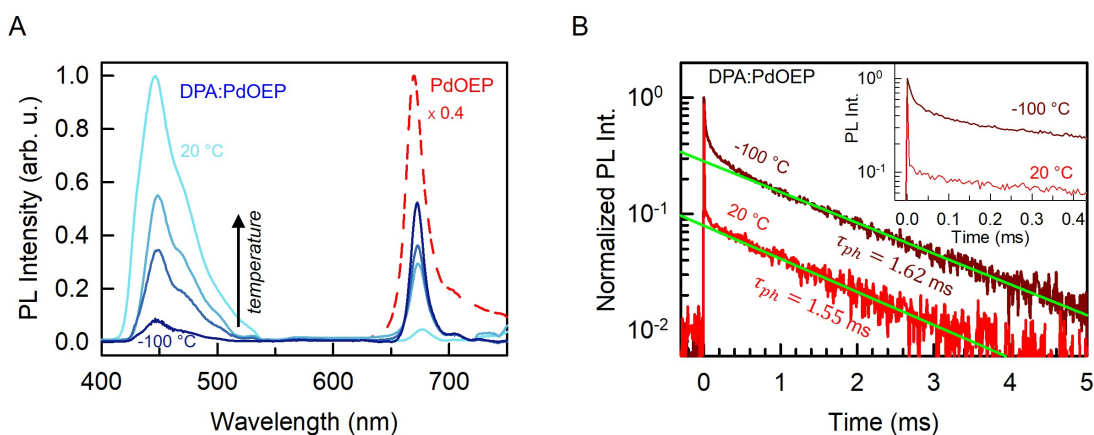 A
PL Intensity (arb. u.)
1.0
0.8
0.6
0.4
0.2
0.0
DPA:PdOEP
20 °C
temperature
-100 °C
PdOEP
x 0.4
400
500
600
700
Wavelength (nm)
B
Normalized PL Int.
10⁰
10⁻¹
10⁻²
DPA:PdOEP
-100 °C
20 °C
τph = 1.62 ms
τph = 1.55 ms
PL Int.
10⁰
10⁻¹
-100 °C
20 °C
0.0
0.1
0.2
0.3
0.4
Time (ms)
0
1
2
3
4
5
Time (ms)